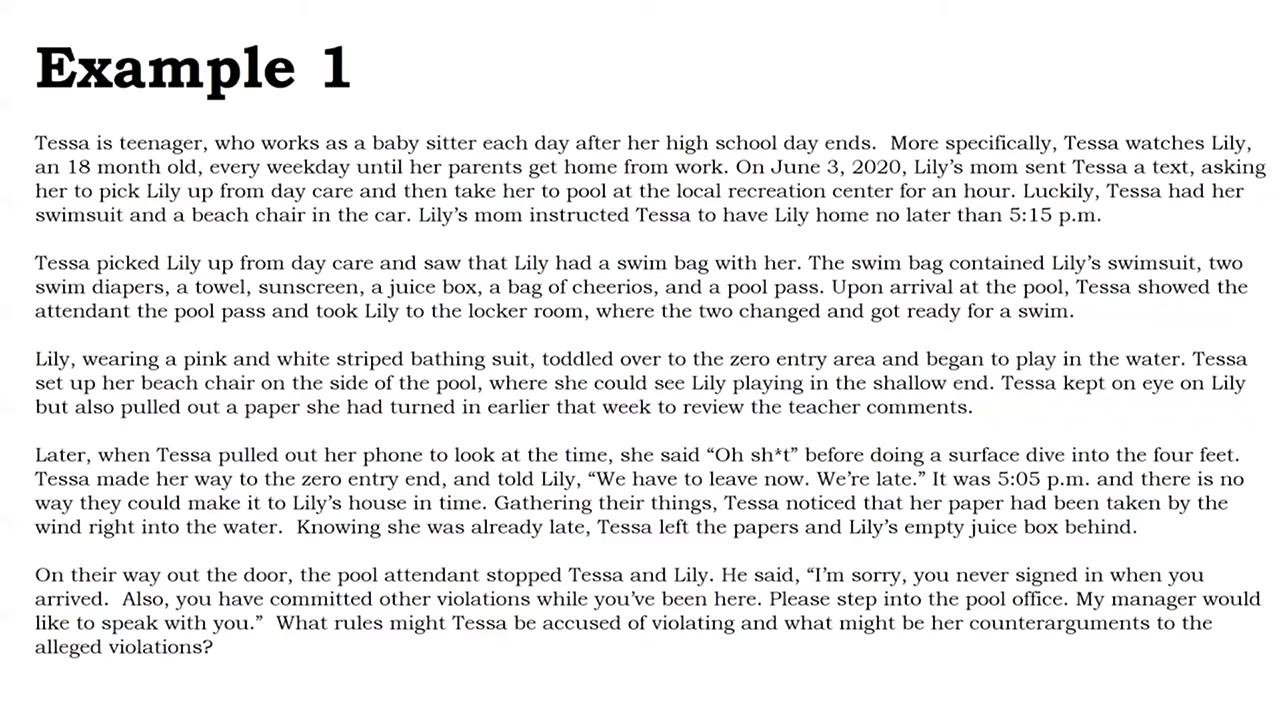 Example 1
Tessa is teenager, who works as a baby sitter each day after her high school day ends.  More specifically, Tessa watches Lily,
an 18 month old, every weekday until her parents get home from work. On June 3, 2020, Lily's mom sent Tessa a text, asking
her to pick Lily up from day care and then take her to pool at the local recreation center for an hour. Luckily, Tessa had her
swimsuit and a beach chair in the car. Lily's mom instructed Tessa to have Lily home no later than 5:15 p.m.
Tessa picked Lily up from day care and saw that Lily had a swim bag with her. The swim bag contained Lily's swimsuit, two
swim diapers, a towel, sunscreen, a juice box, a bag of cheerios, and a pool pass. Upon arrival at the pool, Tessa showed the
attendant the pool pass and took Lily to the locker room, where the two changed and got ready for a swim.
Lily, wearing a pink and white striped bathing suit, toddled over to the zero entry area and began to play in the water. Tessa
set up her beach chair on the side of the pool, where she could see Lily playing in the shallow end. Tessa kept on eye on Lily
but also pulled out a paper she had turned in earlier that week to review the teacher comments.
Later, when Tessa pulled out her phone to look at the time, she said “Oh sh*t” before doing a surface dive into the four feet.
Tessa made her way to the zero entry end, and told Lily, “We have to leave now. We're late.” It was 5:05 p.m. and there is no
way they could make it to Lily's house in time. Gathering their things, Tessa noticed that her paper had been taken by the
wind right into the water.  Knowing she was already late, Tessa left the papers and Lily's empty juice box behind.
On their way out the door, the pool attendant stopped Tessa and Lily. He said, “I'm sorry, you never signed in when you
arrived.  Also, you have committed other violations while you've been here. Please step into the pool office. My manager would
like to speak with you.”  What rules might Tessa be accused of violating and what might be her counterarguments to the
alleged violations?